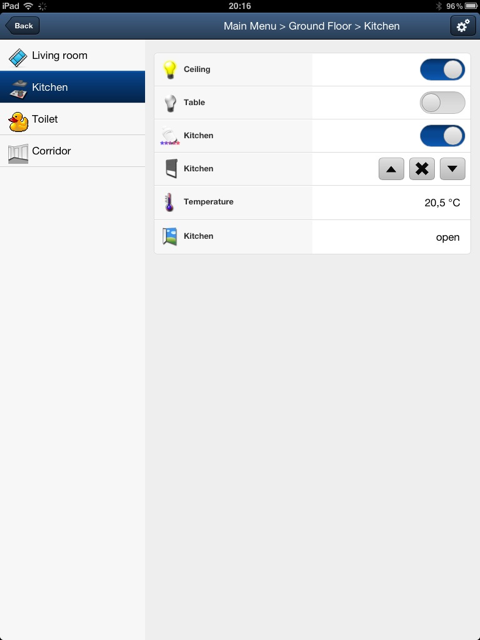 iPad
20:16
96%
Back
Main Menu > Ground Floor > Kitchen
Living room
Kitchen
Toilet
Corridor
Ceiling
Table
Kitchen
Kitchen
Temperature
20,5 °C
Kitchen
open